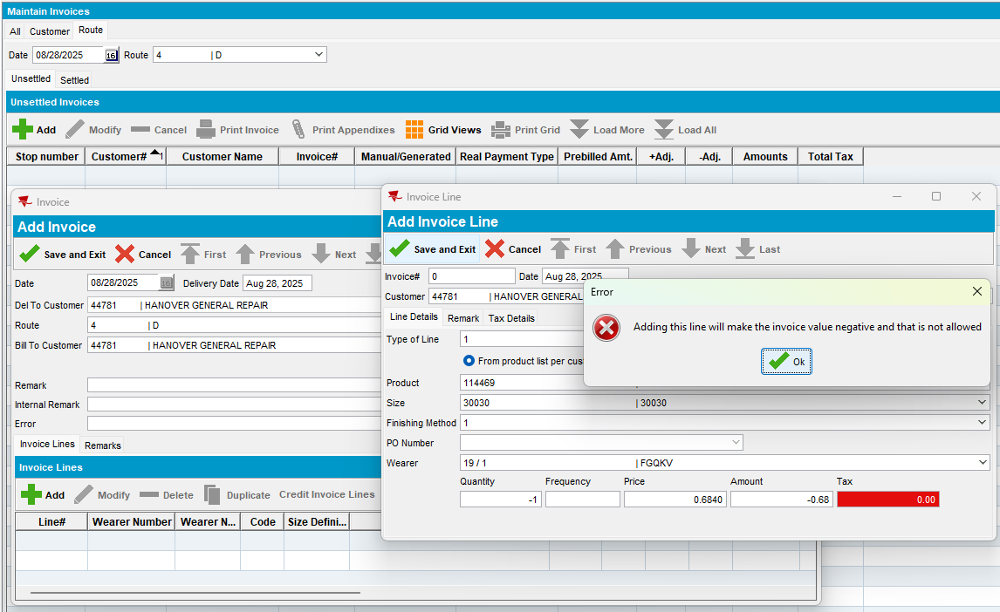 Maintain Invoices
All Customer Route
Date 08/28/2025 16 Route 4 | D
Unsettled Settled
Unsettled Invoices
Add Modify Cancel Print Invoice Print Appendixes Grid Views Print Grid Load More Load All
Stop number Customer# 1 Customer Name Invoice# Manual/Generated Real Payment Type Prebilled Amt. +Adj. -Adj. Amounts Total Tax
Invoice
Add Invoice
Save and Exit Cancel First Previous Next
Date 08/28/2025 16 Delivery Date Aug 28, 2025
Del To Customer 44781 | HANOVER GENERAL REPAIR
Route 4 | D
Bill To Customer 44781 | HANOVER GENERAL REPAIR
Remark
Internal Remark
Error
Invoice Lines Remarks
Invoice Lines
Add Modify Delete Duplicate Credit Invoice Lines
Line# Wearer Number Wearer N... Code Size Defini...
Invoice Line
Add Invoice Line
Save and Exit Cancel First Previous Next Last
Invoice# 0 Date Aug 28, 2025
Customer 44781 | HANOVER GENERAL
Line Details Remark Tax Details
Type of Line 1
From product list per cus
Product 114469
Size 30030 | 30030
Finishing Method 1
PO Number
Wearer 19 / 1 | FGQKV
Quantity Frequency Price Amount Tax
-1 0.6840 -0.68 0.00
Error
Adding this line will make the invoice value negative and that is not allowed
Ok